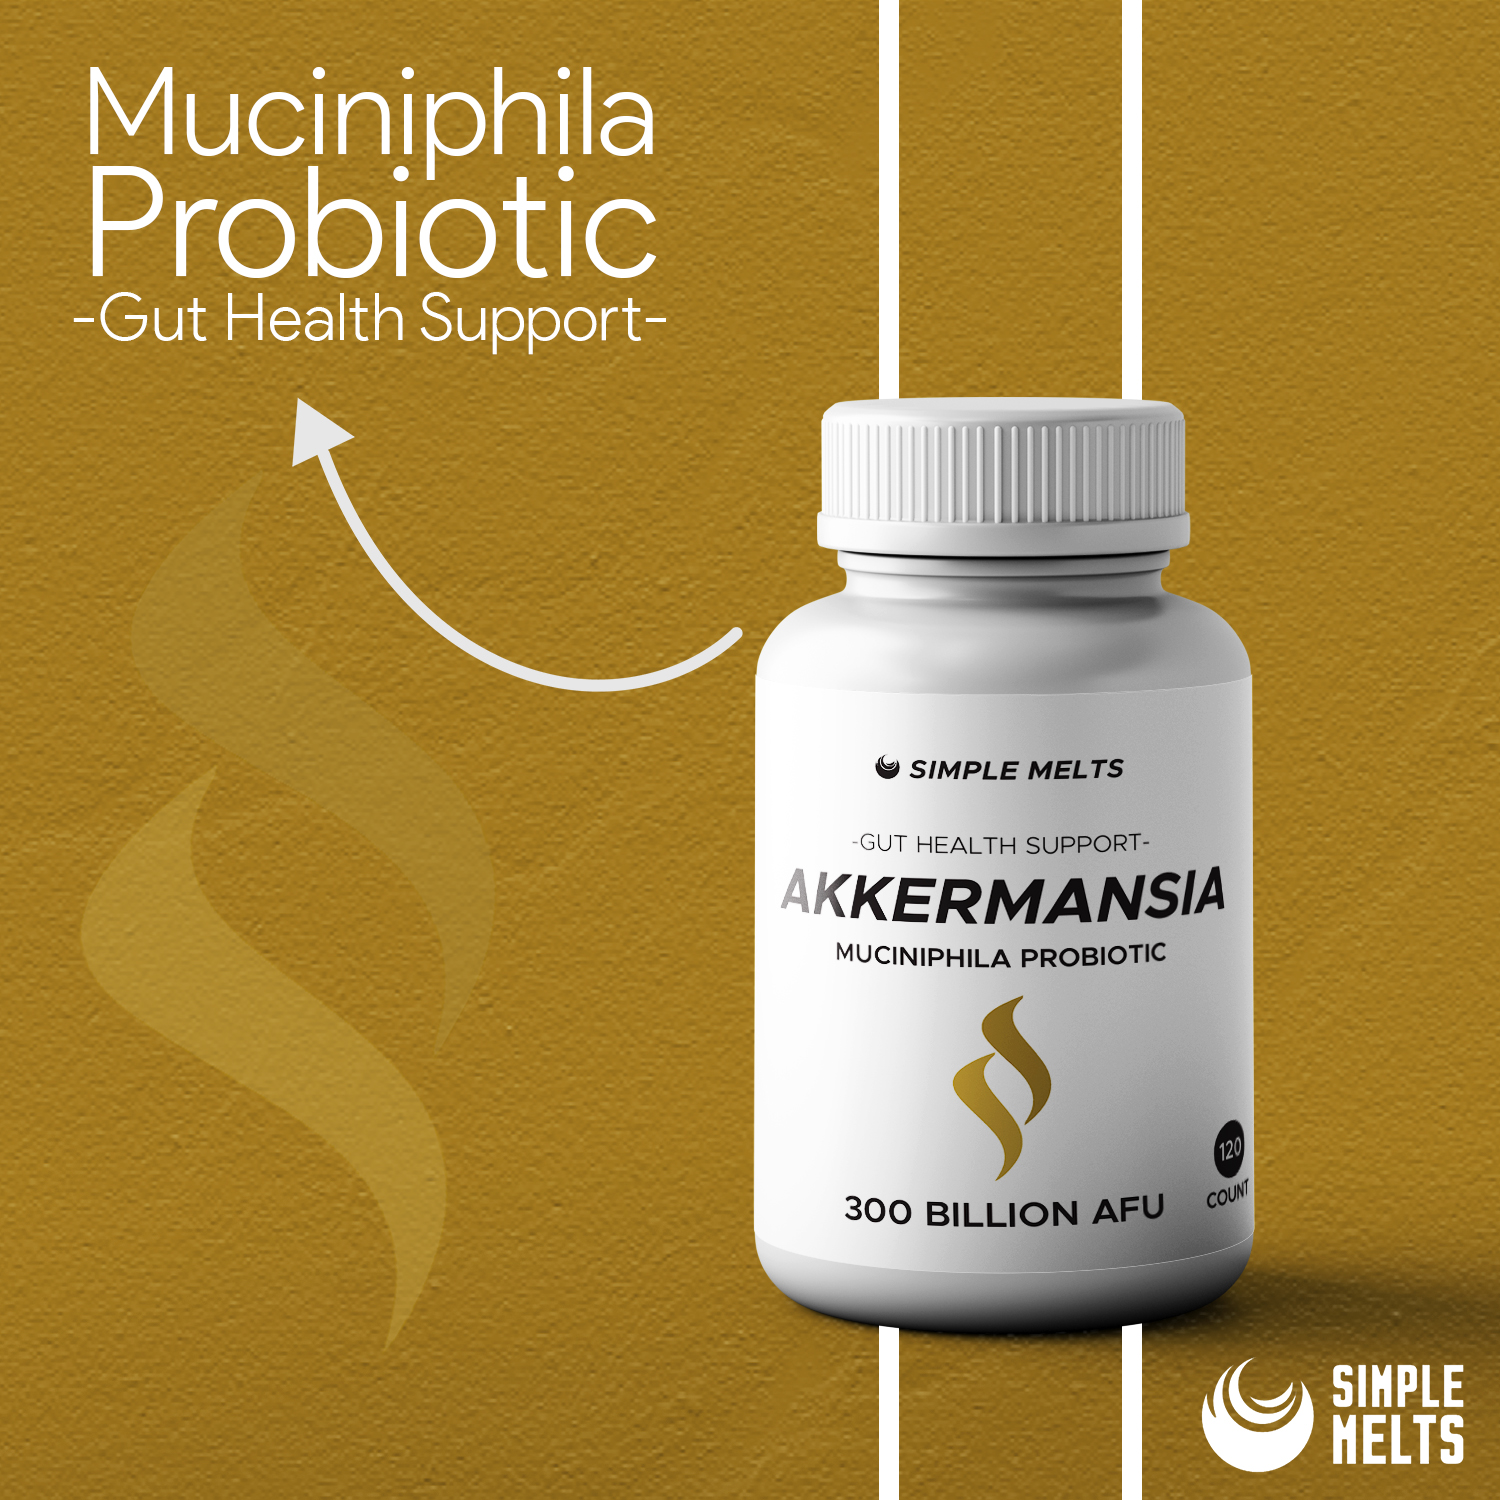 Muciniphila
Probiotic
-Gut Health Support-
SIMPLE MELTS
-GUT HEALTH SUPPORT-
AKKERMANSIA
MUCINIPHILA PROBIOTIC
300 BILLION AFU
120
COUNT
SIMPLE
MELTS